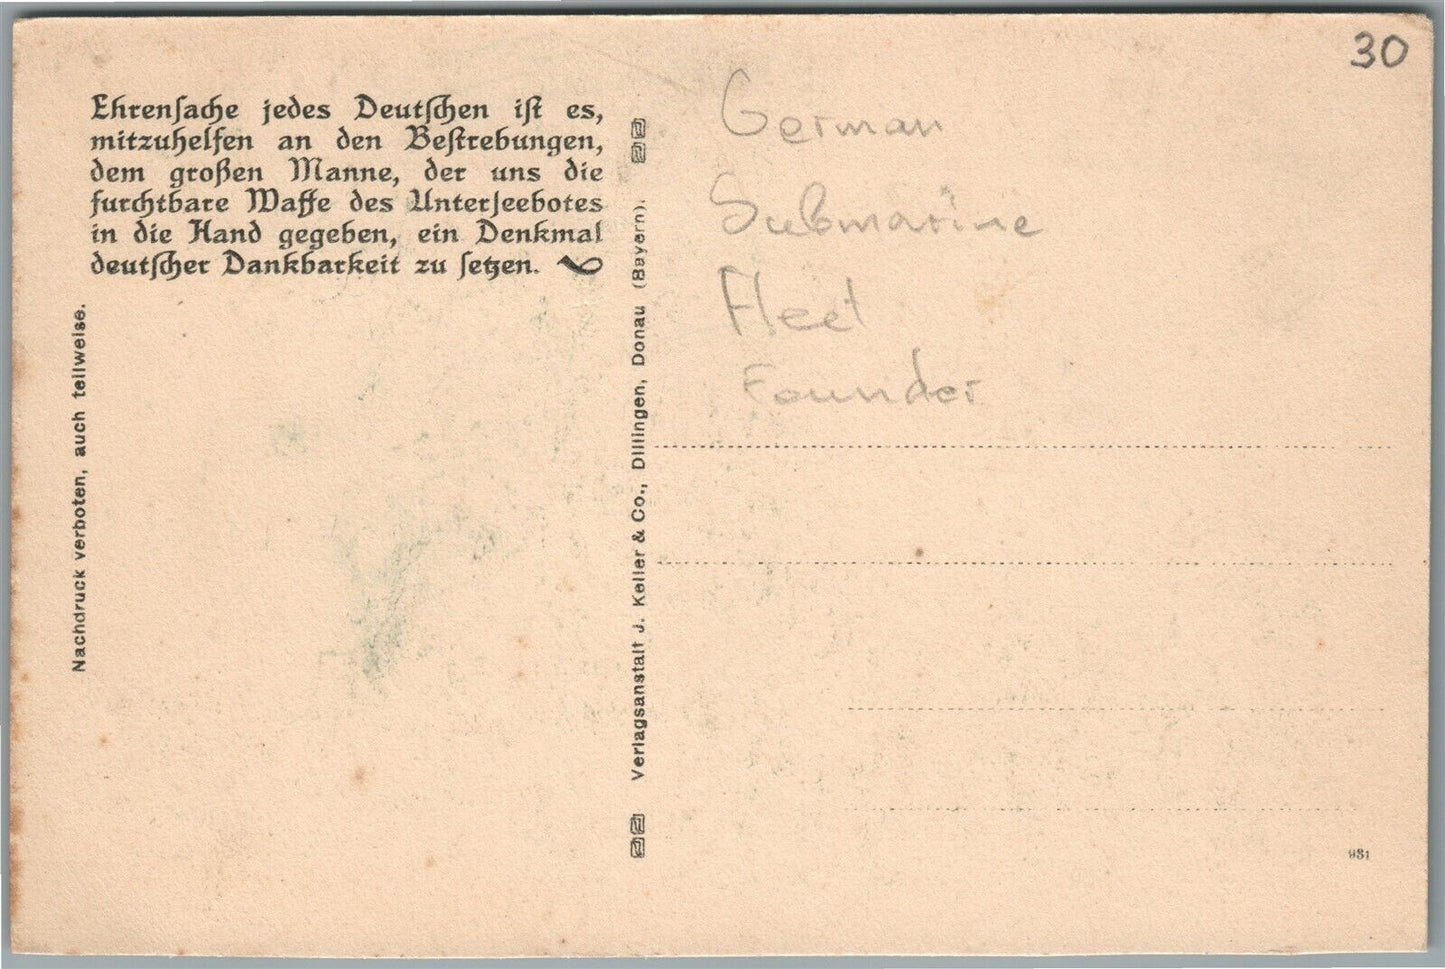 Ehrensache jedes Deutschen ist es,
mitzuhelfen an den Bestrebungen,
dem großen Manne, der uns die
furchtbare Waffe des Unterseebotes
in die Hand gegeben, ein Denkmal
deutscher Dankbarkeit zu setzen.
Nachdruck verboten, auch teilweise.
Verlagsanstalt J. Keller & Co., Dillingen, Donau (Bayern).
30
German
Submarine
Fleet
Founder
931